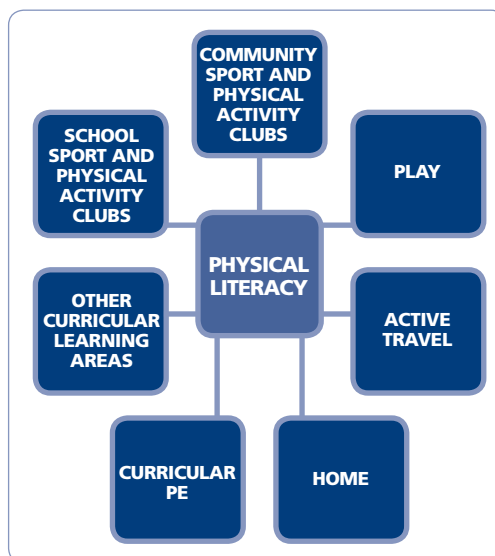 COMMUNITY
SPORT AND
PHYSICAL
ACTIVITY
CLUBS
SCHOOL
SPORT AND
PHYSICAL
ACTIVITY
CLUBS
PLAY
PHYSICAL
LITERACY
OTHER
CURRICULAR
LEARNING
AREAS
ACTIVE
TRAVEL
CURRICULAR
PE
HOME